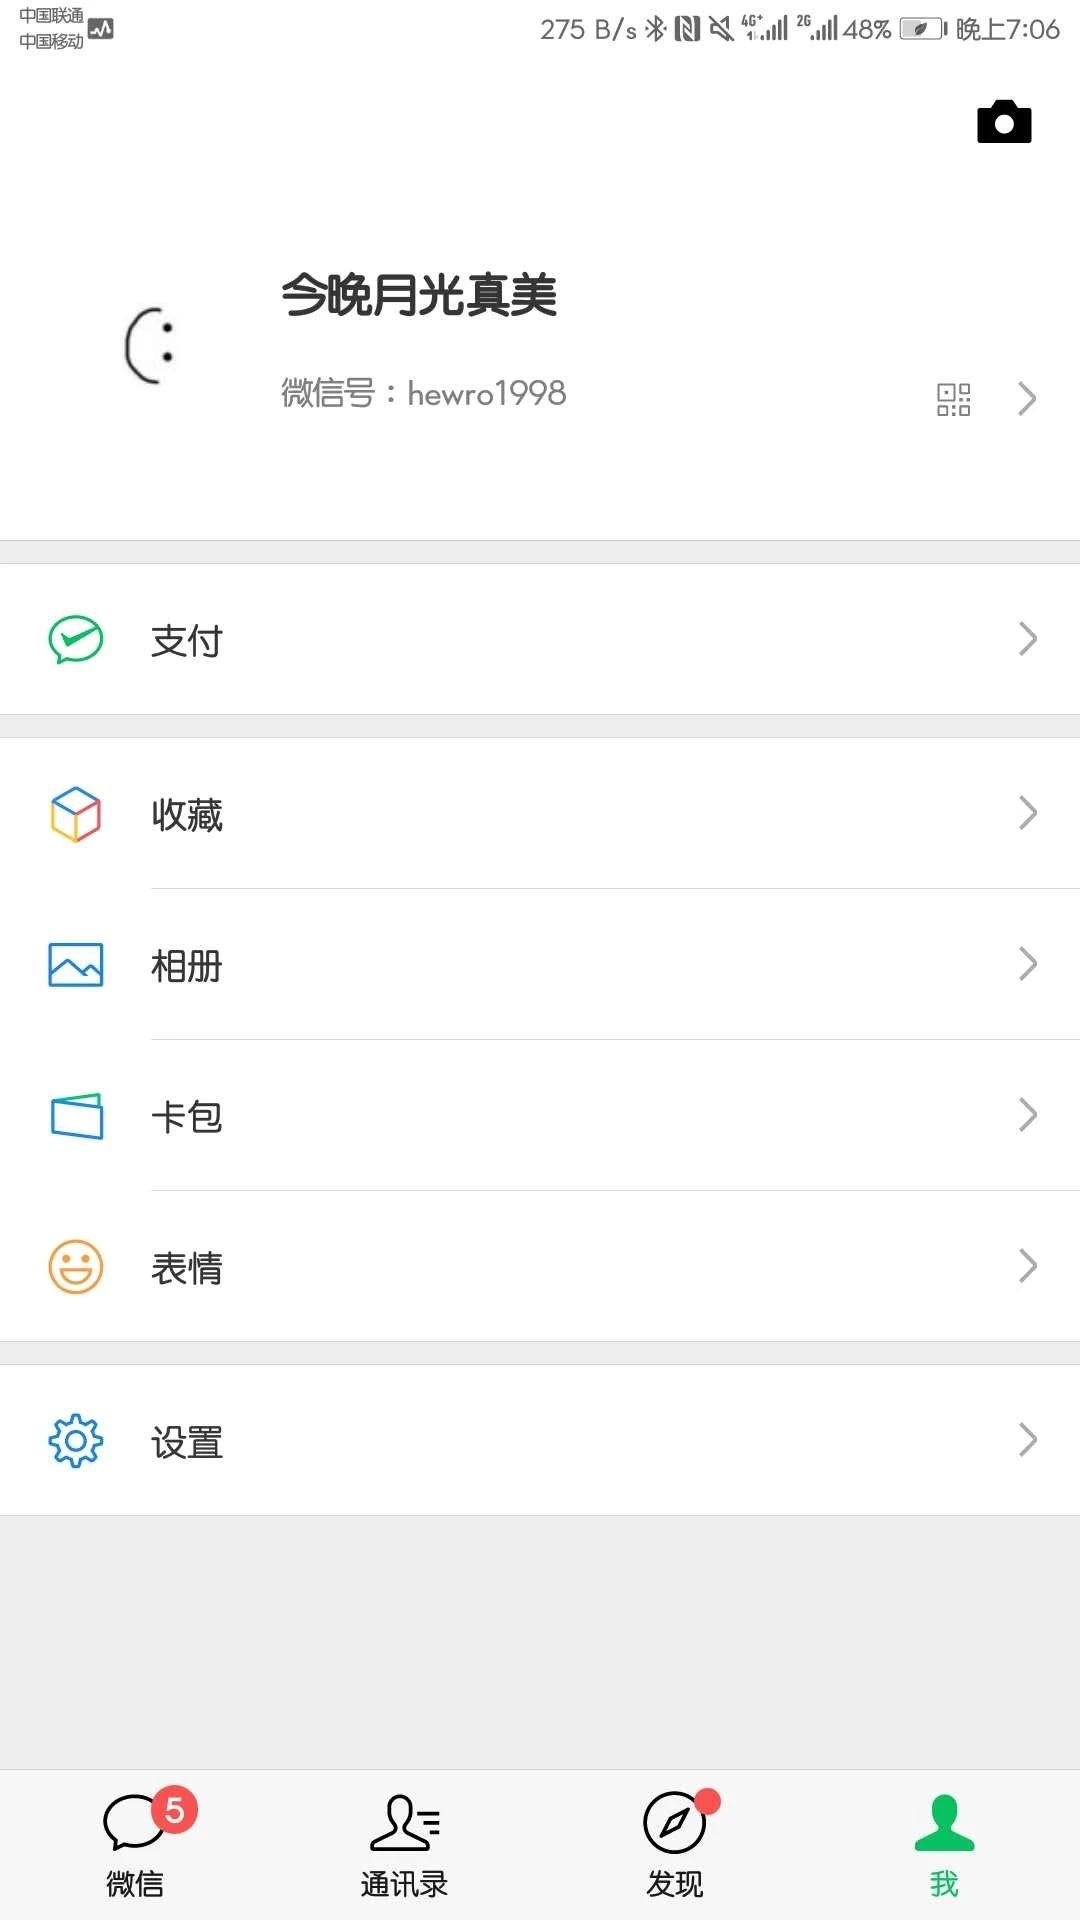 中国联通
中国移动
275 B/s 4G+ 2G 48% 晚上7:06
今晚月光真美
微信号：hewro1998
支付
收藏
相册
卡包
表情
设置
5
微信 通讯录 发现 我